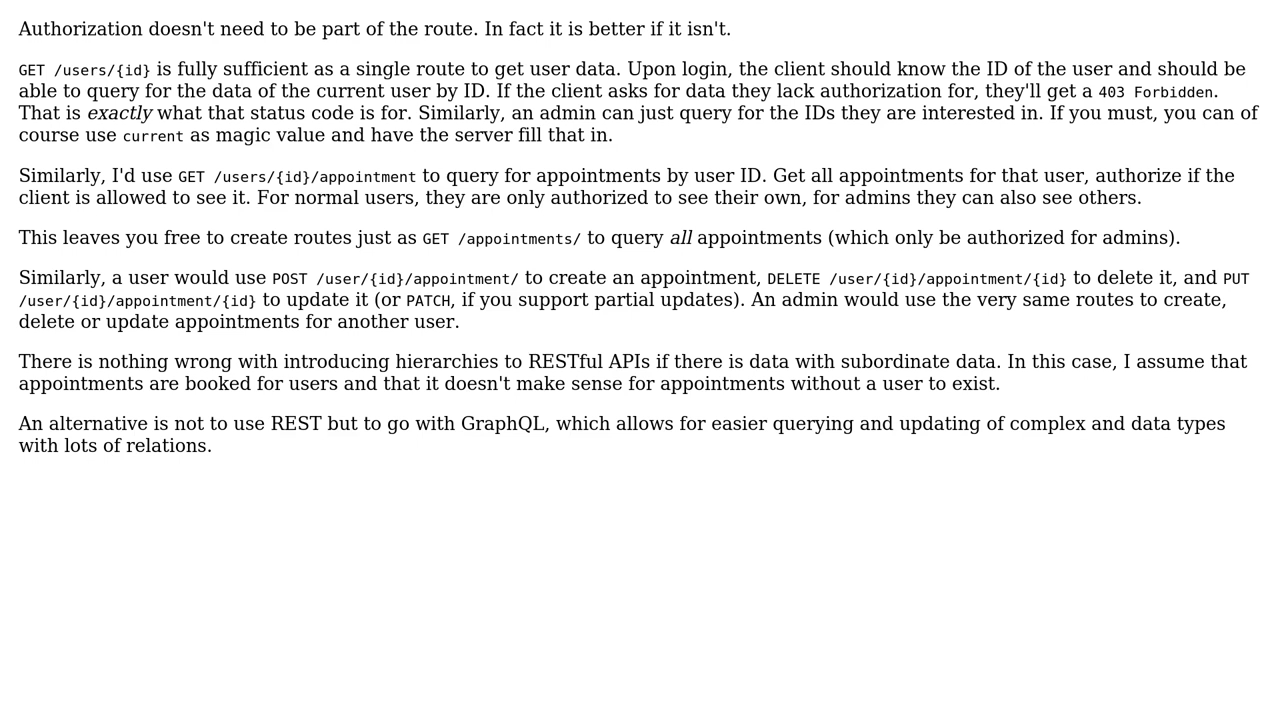 Authorization doesn't need to be part of the route. In fact it is better if it isn't.
GET /users/{id} is fully sufficient as a single route to get user data. Upon login, the client should know the ID of the user and should be
able to query for the data of the current user by ID. If the client asks for data they lack authorization for, they'll get a 403 Forbidden.
That is exactly what that status code is for. Similarly, an admin can just query for the IDs they are interested in. If you must, you can of
course use current as magic value and have the server fill that in.
Similarly, I'd use GET /users/{id}/appointment to query for appointments by user ID. Get all appointments for that user, authorize if the
client is allowed to see it. For normal users, they are only authorized to see their own, for admins they can also see others.
This leaves you free to create routes just as GET /appointments/ to query all appointments (which only be authorized for admins).
Similarly, a user would use POST /user/{id}/appointment/ to create an appointment, DELETE /user/{id}/appointment/{id} to delete it, and PUT
/user/{id}/appointment/{id} to update it (or PATCH, if you support partial updates). An admin would use the very same routes to create,
delete or update appointments for another user.
There is nothing wrong with introducing hierarchies to RESTful APIs if there is data with subordinate data. In this case, I assume that
appointments are booked for users and that it doesn't make sense for appointments without a user to exist.
An alternative is not to use REST but to go with GraphQL, which allows for easier querying and updating of complex and data types
with lots of relations.